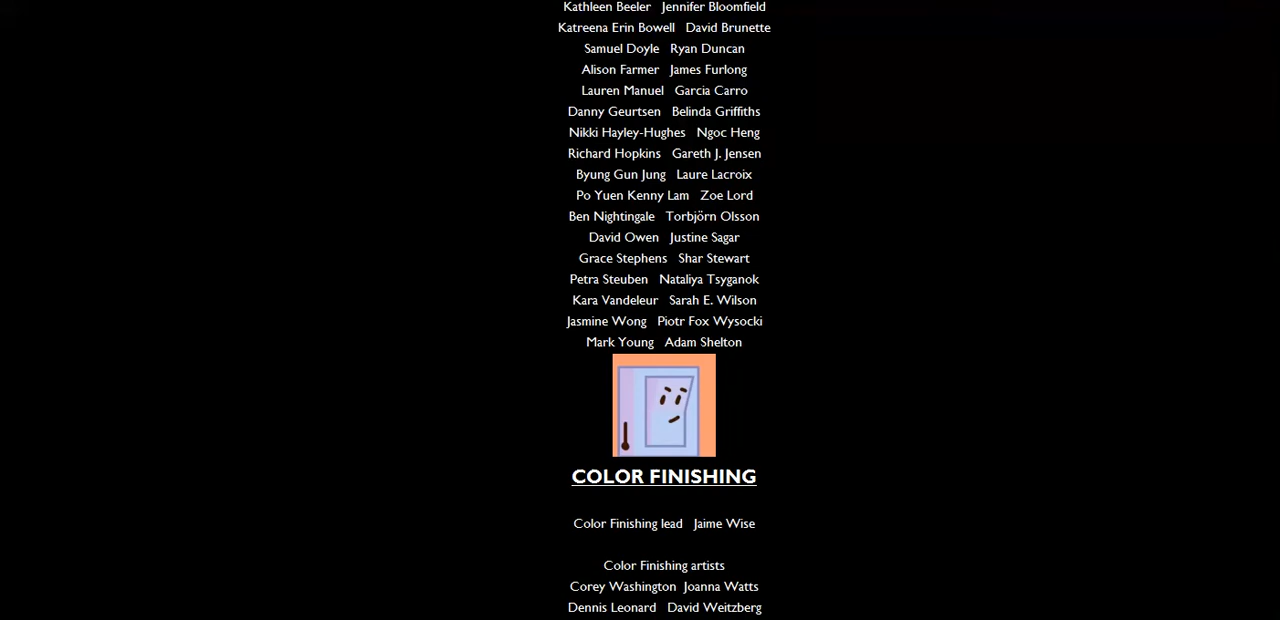 Kathleen Beeler Jennifer Bloomfield
Katreena Erin Bowell David Brunette
Samuel Doyle Ryan Duncan
Alison Farmer James Furlong
Lauren Manuel Garcia Carro
Danny Geurtsen Belinda Griffiths
Nikki Hayley-Hughes Ngoc Heng
Richard Hopkins Gareth J. Jensen
Byung Gun Jung Laure Lacroix
Po Yuen Kenny Lam Zoe Lord
Ben Nightingale Torbjörn Olsson
David Owen Justine Sagar
Grace Stephens Shar Stewart
Petra Steuben Nataliya Tsyganok
Kara Vandeleur Sarah E. Wilson
Jasmine Wong Piotr Fox Wysocki
Mark Young Adam Shelton
COLOR FINISHING
Color Finishing lead Jaime Wise
Color Finishing artists
Corey Washington Joanna Watts
Dennis Leonard David Weitzberg